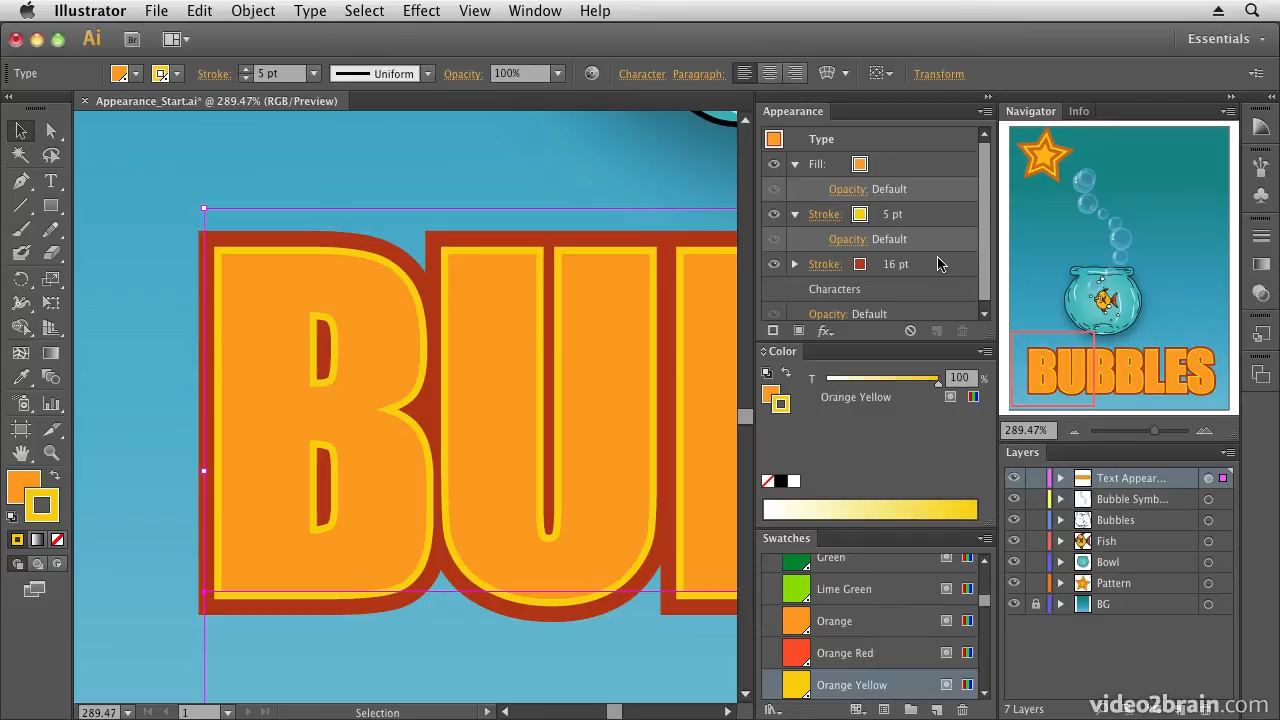 Illustrator File Edit Object Type Select Effect View Window Help
Ai Br Essentials
Type Stroke: 5 pt Uniform Opacity: 100% Character Paragraph: Transform
Appearance_Start.ai* @ 289.47% (RGB/Preview)
Appearance
Type
Fill:
Opacity: Default
Stroke: 5 pt
Opacity: Default
Stroke: 16 pt
Characters
Opacity: Default
fx
Color
T 100 %
Orange Yellow
Swatches
Green
Lime Green
Orange
Orange Red
Orange Yellow
Navigator Info
BUBBLES
289.47%
Layers
Text Appear...
Bubble Symb...
Bubbles
Fish
Bowl
Pattern
BG
7 Layers
BU
289.47 1 Selection
video2brain.com